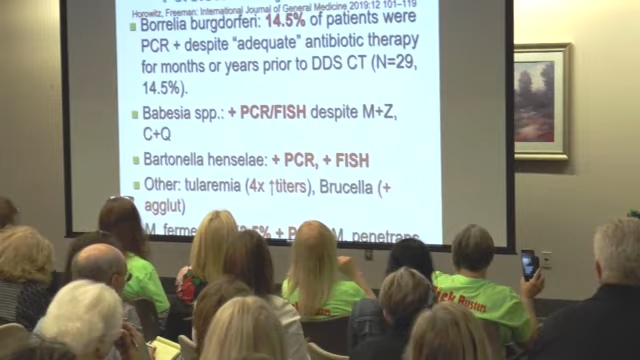 Horowitz, Freeman: International Journal of General Medicine 2019:12 101–119
Borrelia burgdorferi: 14.5% of patients were
PCR + despite “adequate” antibiotic therapy
for months or years prior to DDS CT (N=29,
14.5%).
Babesia spp.: + PCR/FISH despite M+Z,
C+Q
Bartonella henselae: + PCR, + FISH
Other: tularemia (4x ↑titers), Brucella (+
agglut)
M. penetrans